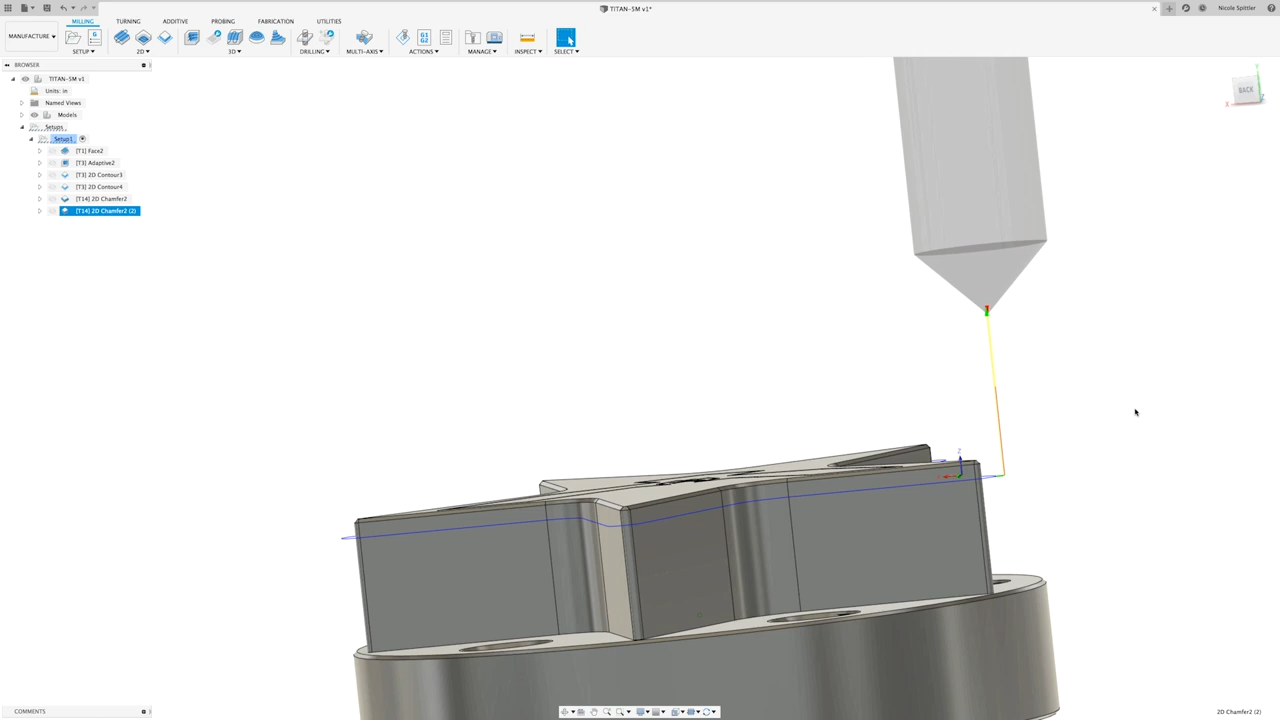 TITAN-5M v1*
Nicole Spittler
MILLING TURNING ADDITIVE PROBING FABRICATION UTILITIES
MANUFACTURE
SETUP 2D 3D DRILLING MULTI-AXIS ACTIONS MANAGE INSPECT SELECT
G1
G2
BROWSER
TITAN-5M v1
Units: in
Named Views
Models
Setups
Setup1
[T1] Face2
[T3] Adaptive2
[T3] 2D Contour3
[T3] 2D Contour4
[T14] 2D Chamfer2
[T14] 2D Chamfer2 (2)
BACK
Y
X
Z
Z
COMMENTS
2D Chamfer2 (2)